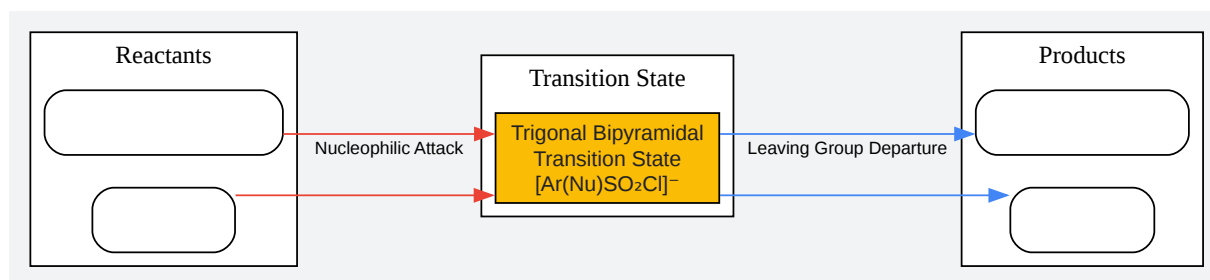 Reactants
Nucleophilic Attack
Transition State
Trigonal Bipyramidal
Transition State
[Ar(Nu)SO₂Cl]⁻
Leaving Group Departure
Products